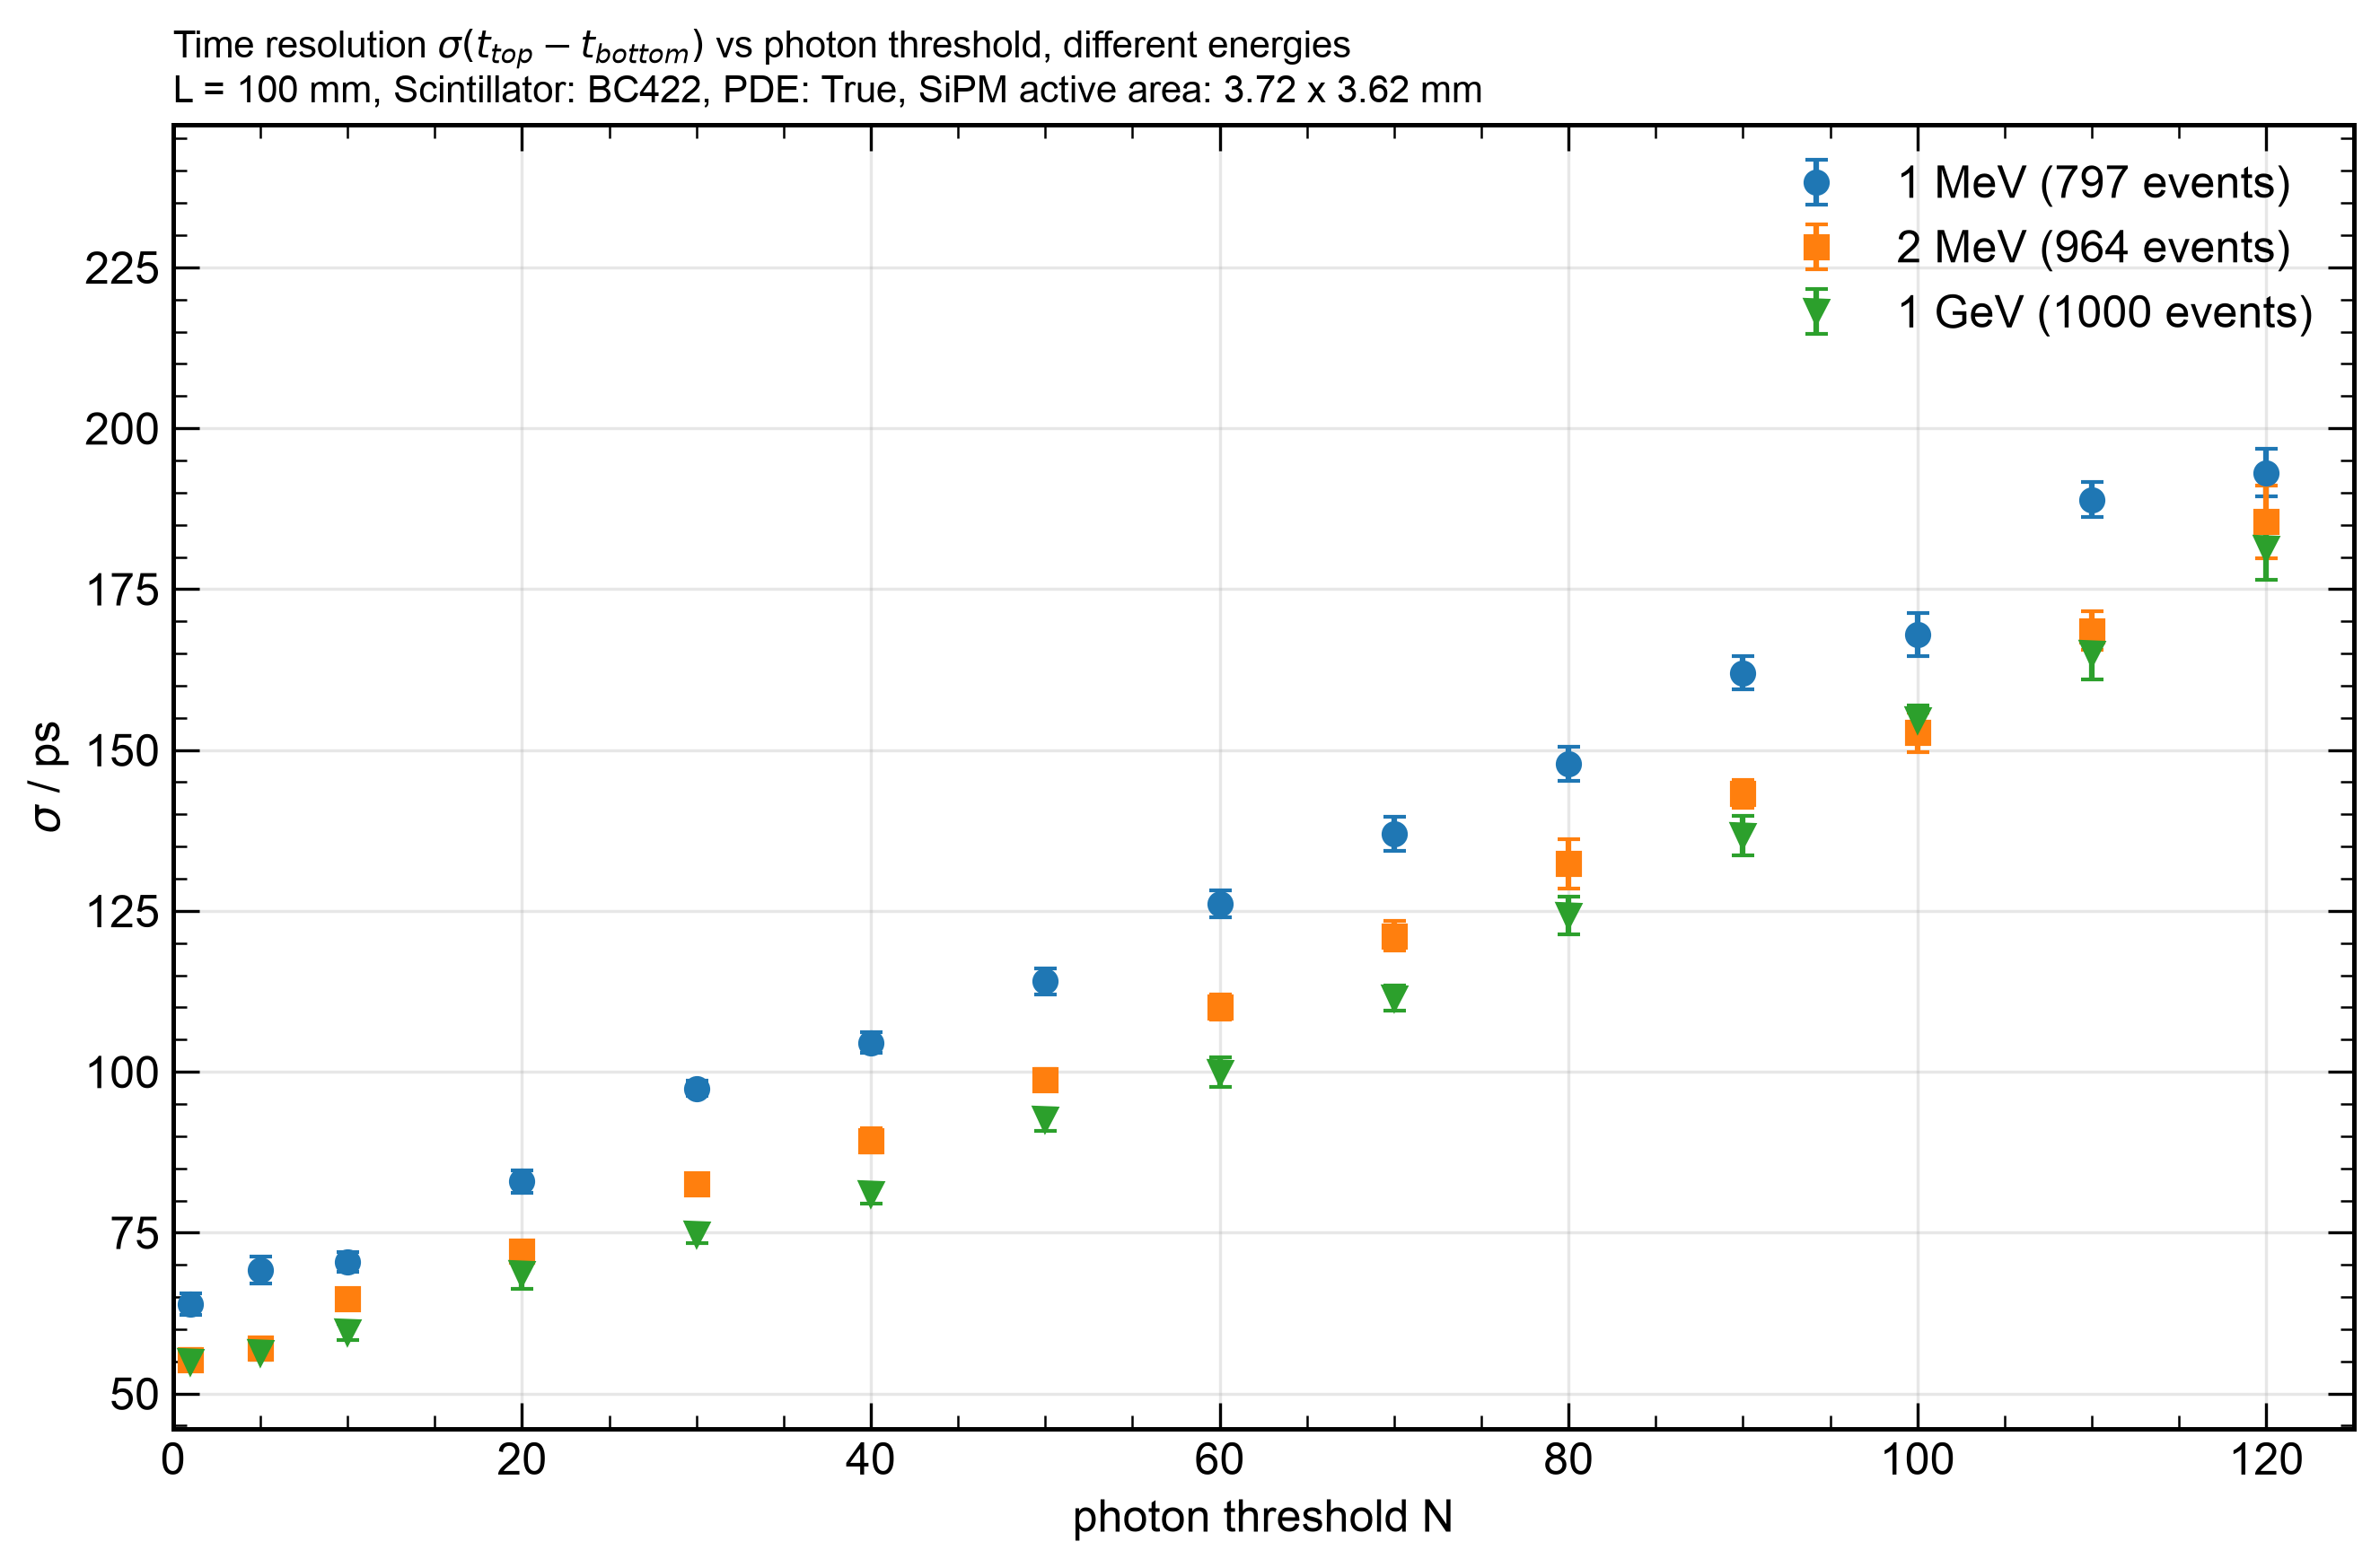 Time resolution σ(t_top − t_bottom) vs photon threshold, different energies
L = 100 mm, Scintillator: BC422, PDE: True, SiPM active area: 3.72 x 3.62 mm
1 MeV (797 events)
2 MeV (964 events)
1 GeV (1000 events)
225
200
175
150
125
100
75
50
σ / ps
0 20 40 60 80 100 120
photon threshold N